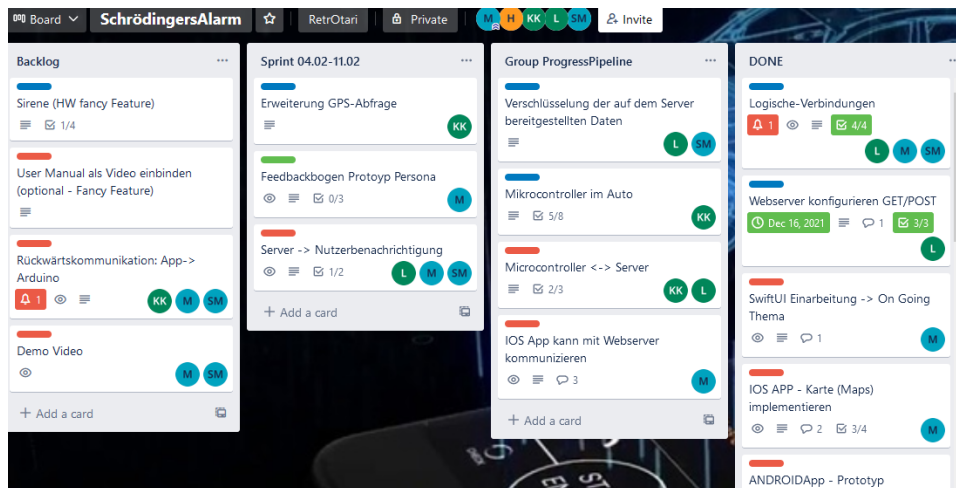 Board
SchrödingersAlarm
RetrOtari
Private
M
H
KK
L
SM
Invite
Backlog
Sirene (HW fancy Feature)
1/4
User Manual als Video einbinden
(optional - Fancy Feature)
Rückwärtskommunikation: App->
Arduino
1
KK
M
SM
Demo Video
M
SM
+ Add a card
Sprint 04.02-11.02
Erweiterung GPS-Abfrage
KK
Feedbackbogen Protoyp Persona
0/3
M
Server -> Nutzerbenachrichtigung
1/2
L
M
SM
+ Add a card
Group ProgressPipeline
Verschlüsselung der auf dem Server
bereitgestellten Daten
L
SM
Mikrocontroller im Auto
5/8
KK
Microcontroller <-> Server
2/3
KK
L
IOS App kann mit Webserver
kommunizieren
3
M
+ Add a card
DONE
Logische-Verbindungen
1
4/4
L
M
SM
Webserver konfigurieren GET/POST
Dec 16, 2021
1
3/3
L
SwiftUI Einarbeitung -> On Going
Thema
1
M
IOS APP - Karte (Maps)
implementieren
2
3/4
M
ANDROIDApp - Prototyp